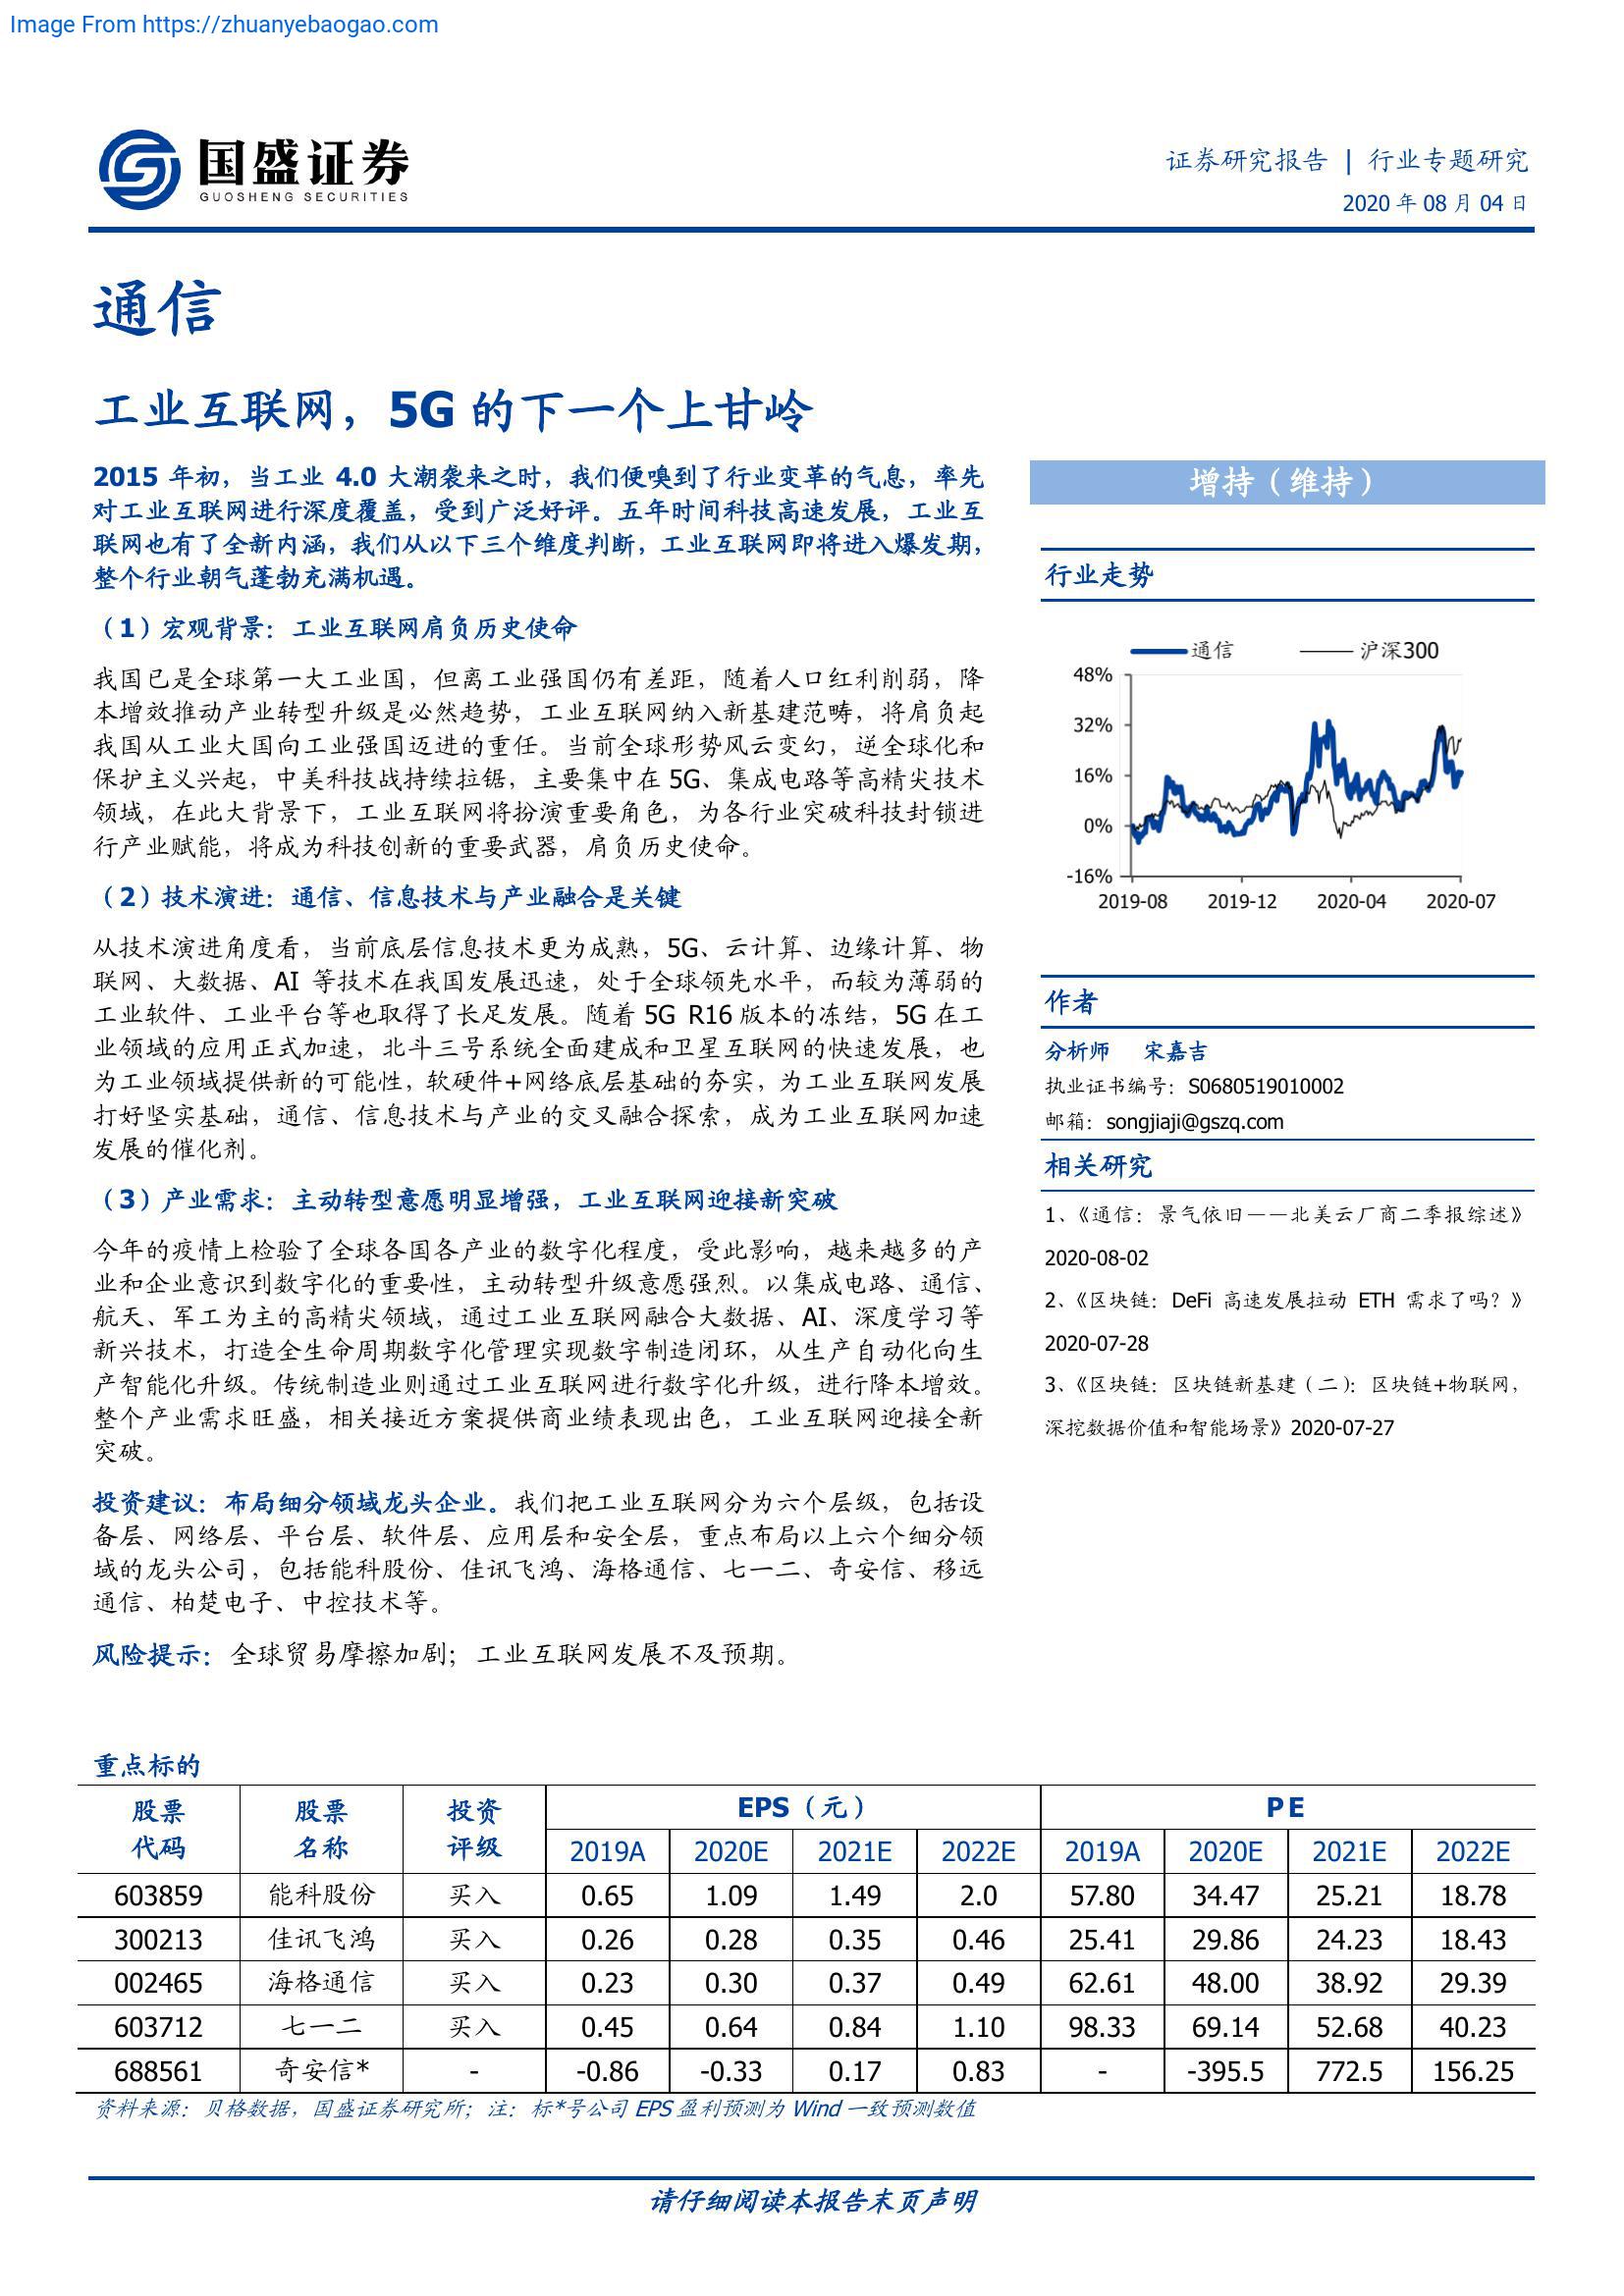 Image From https://zhuanyebaogao.com
国盛证券
GUOSHENG SECURITIES
证券研究报告 | 行业专题研究
2020 年 08 月 04 日
通信
工业互联网，5G 的下一个上甘岭
2015 年初，当工业 4.0 大潮袭来之时，我们便嗅到了行业变革的气息，率先
对工业互联网进行深度覆盖，受到广泛好评。五年时间科技高速发展，工业互
联网也有了全新内涵，我们从以下三个维度判断，工业互联网即将进入爆发期，
整个行业朝气蓬勃充满机遇。
（1）宏观背景：工业互联网肩负历史使命
我国已是全球第一大工业国，但离工业强国仍有差距，随着人口红利削弱，降
本增效推动产业转型升级是必然趋势，工业互联网纳入新基建范畴，将肩负起
我国从工业大国向工业强国迈进的重任。当前全球形势风云变幻，逆全球化和
保护主义兴起，中美科技战持续拉锯，主要集中在 5G、集成电路等高精尖技术
领域，在此大背景下，工业互联网将扮演重要角色，为各行业突破科技封锁进
行产业赋能，将成为科技创新的重要武器，肩负历史使命。
（2）技术演进：通信、信息技术与产业融合是关键
从技术演进角度看，当前底层信息技术更为成熟，5G、云计算、边缘计算、物
联网、大数据、AI 等技术在我国发展迅速，处于全球领先水平，而较为薄弱的
工业软件、工业平台等也取得了长足发展。随着 5G R16 版本的冻结，5G 在工
业领域的应用正式加速，北斗三号系统全面建成和卫星互联网的快速发展，也
为工业领域提供新的可能性，软硬件+网络底层基础的夯实，为工业互联网发展
打好坚实基础，通信、信息技术与产业的交叉融合探索，成为工业互联网加速
发展的催化剂。
（3）产业需求：主动转型意愿明显增强，工业互联网迎接新突破
今年的疫情上检验了全球各国各产业的数字化程度，受此影响，越来越多的产
业和企业意识到数字化的重要性，主动转型升级意愿强烈。以集成电路、通信、
航天、军工为主的高精尖领域，通过工业互联网融合大数据、AI、深度学习等
新兴技术，打造全生命周期数字化管理实现数字制造闭环，从生产自动化向生
产智能化升级。传统制造业则通过工业互联网进行数字化升级，进行降本增效。
整个产业需求旺盛，相关接近方案提供商业绩表现出色，工业互联网迎接全新
突破。
投资建议：布局细分领域龙头企业。我们把工业互联网分为六个层级，包括设
备层、网络层、平台层、软件层、应用层和安全层，重点布局以上六个细分领
域的龙头公司，包括能科股份、佳讯飞鸿、海格通信、七一二、奇安信、移远
通信、柏楚电子、中控技术等。
风险提示：全球贸易摩擦加剧；工业互联网发展不及预期。
增持（维持）
行业走势
通信 沪深300
48%
32%
16%
0%
-16%
2019-08 2019-12 2020-04 2020-07
作者
分析师 宋嘉吉
执业证书编号：S0680519010002
邮箱：songjiaji@gszq.com
相关研究
1、《通信：景气依旧——北美云厂商二季报综述》
2020-08-02
2、《区块链：DeFi 高速发展拉动 ETH 需求了吗？》
2020-07-28
3、《区块链：区块链新基建（二）：区块链+物联网，
深挖数据价值和智能场景》2020-07-27
重点标的
股票 股票 投资 EPS（元） P E
代码 名称 评级 2019A 2020E 2021E 2022E 2019A 2020E 2021E 2022E
603859 能科股份 买入 0.65 1.09 1.49 2.0 57.80 34.47 25.21 18.78
300213 佳讯飞鸿 买入 0.26 0.28 0.35 0.46 25.41 29.86 24.23 18.43
002465 海格通信 买入 0.23 0.30 0.37 0.49 62.61 48.00 38.92 29.39
603712 七一二 买入 0.45 0.64 0.84 1.10 98.33 69.14 52.68 40.23
688561 奇安信* - -0.86 -0.33 0.17 0.83 - -395.5 772.5 156.25
资料来源：贝格数据，国盛证券研究所；注：标*号公司 EPS 盈利预测为 Wind 一致预测数值
请仔细阅读本报告末页声明